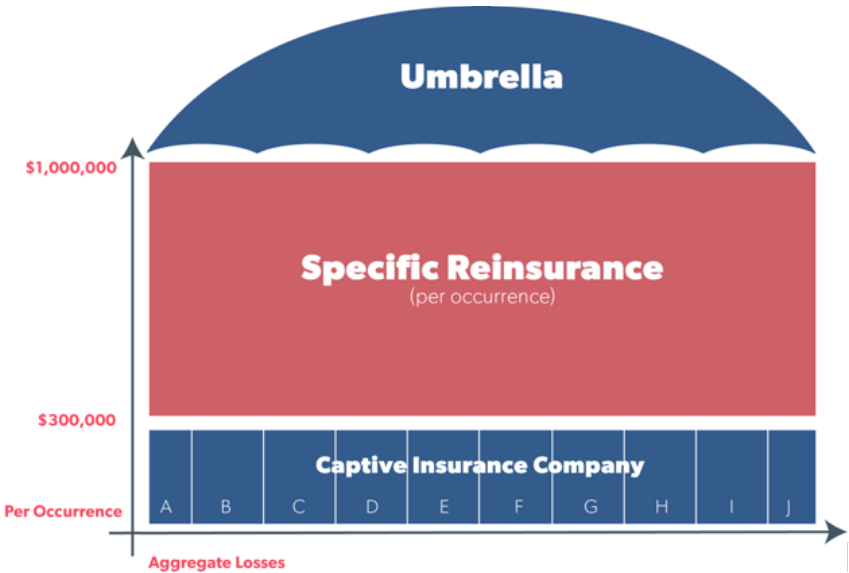 Umbrella
$1,000,000
Specific Reinsurance
(per occurrence)
$300,000
Captive Insurance Company
A B C D E F G H I J
Per Occurrence
Aggregate Losses